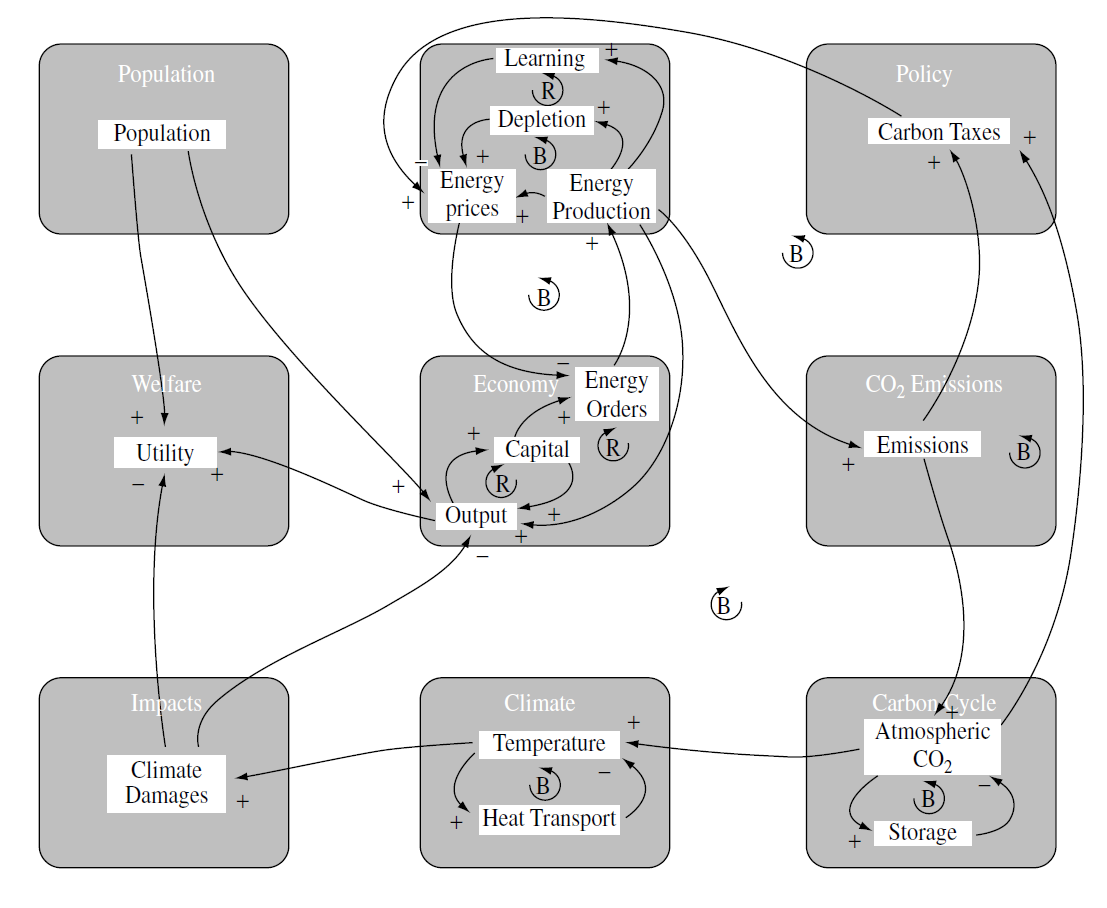 Population
Population
Learning
+
R
Depletion
+
B
−
+
Energy
prices
+
+
Energy
Production
+
Policy
Carbon Taxes
+
+
B
B
Welfare
+
Utility
−
+
Economy
−
Energy
Orders
+
+
Capital
R
R
+
Output
+
+
−
CO₂ Emissions
Emissions
+
B
B
Impacts
Climate
Damages
+
Climate
+
Temperature
−
B
+
Heat Transport
Carbon Cycle
+
Atmospheric
CO₂
−
B
+
Storage